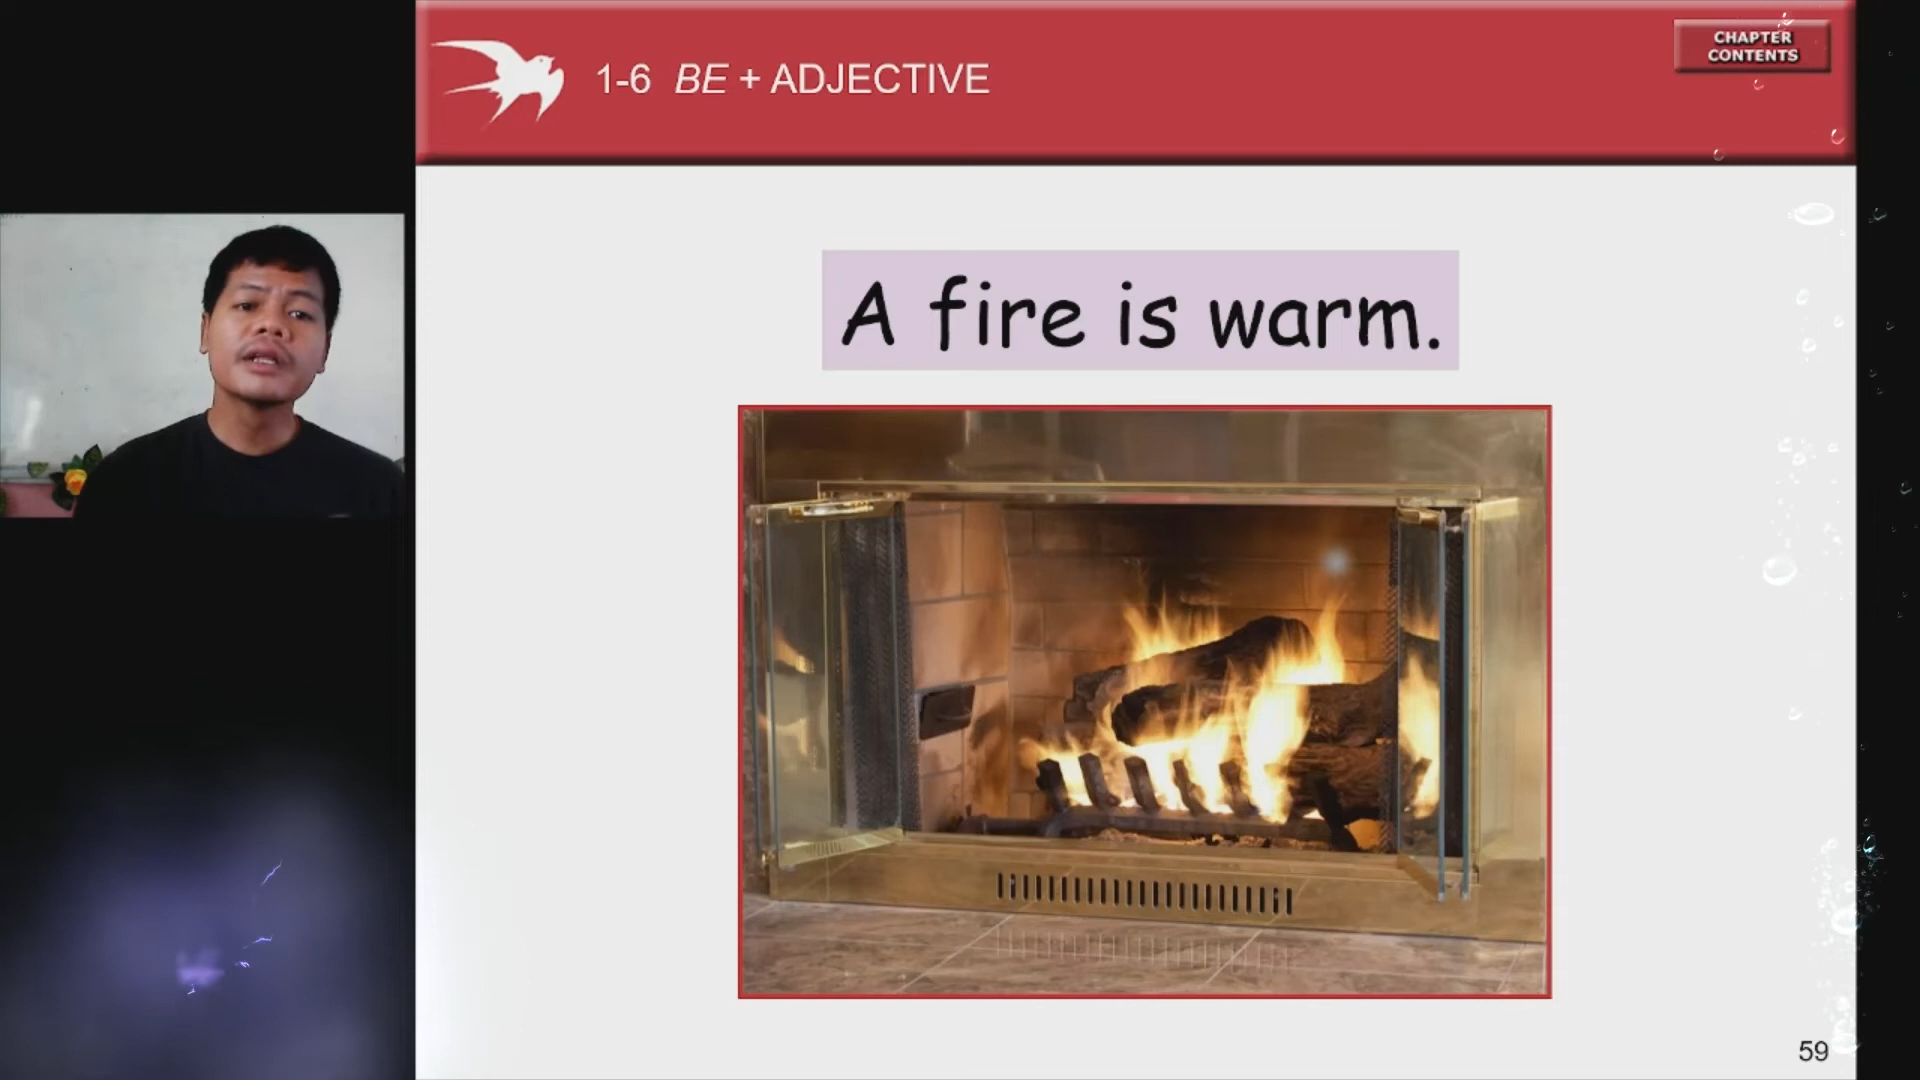 1-6 BE + ADJECTIVE
CHAPTER
CONTENTS
A fire is warm.
59